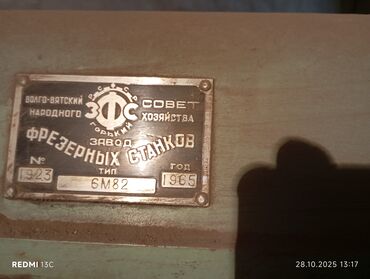 РСФСР
ВОЛГО-ВЯТСКИЙ ЗФС СОВЕТ
НАРОДНОГО ГОРЬКИЙ ХОЗЯЙСТВА
ЗАВОД
ФРЕЗЕРНЫХ СТАНКОВ
№ ТИП ГОД
1923 6М82 1965
REDMI 13C
28.10.2025 13:17